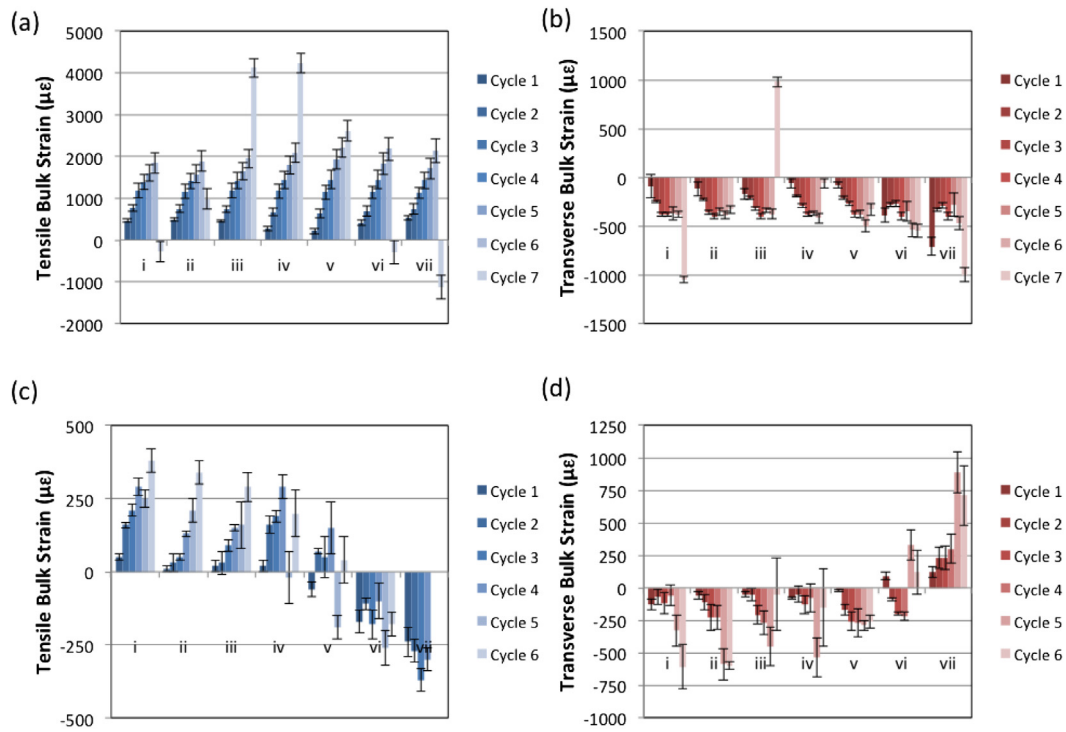 (a)
Tensile Bulk Strain (µε)
5000
4000
3000
2000
1000
0
-1000
-2000
i ii iii iv v vi vii
Cycle 1
Cycle 2
Cycle 3
Cycle 4
Cycle 5
Cycle 6
Cycle 7
(b)
Transverse Bulk Strain (µε)
1500
1000
500
0
-500
-1000
-1500
i ii iii iv v vi vii
Cycle 1
Cycle 2
Cycle 3
Cycle 4
Cycle 5
Cycle 6
Cycle 7
(c)
Tensile Bulk Strain (µε)
500
250
0
-250
-500
i ii iii iv v vi vii
Cycle 1
Cycle 2
Cycle 3
Cycle 4
Cycle 5
Cycle 6
(d)
Transverse Bulk Strain (µε)
1250
1000
750
500
250
0
-250
-500
-750
-1000
i ii iii iv v vi vii
Cycle 1
Cycle 2
Cycle 3
Cycle 4
Cycle 5
Cycle 6